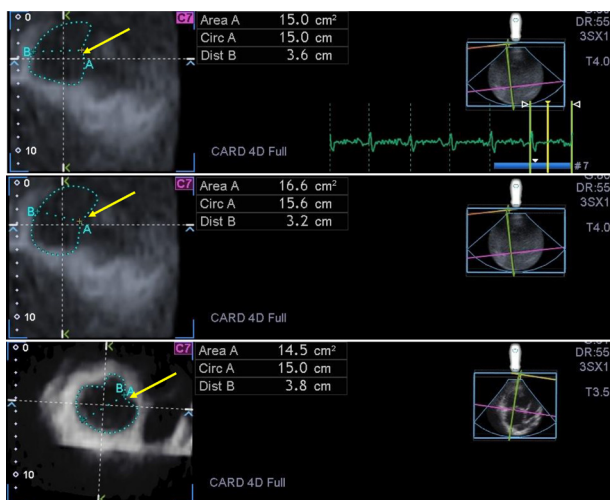 0
C7
B
A
10
Area A 15.0 cm²
Circ A 15.0 cm
Dist B 3.6 cm
DR:55
3SX1
T4.0
CARD 4D Full
#7
0
C7
B
A
10
Area A 16.6 cm²
Circ A 15.6 cm
Dist B 3.2 cm
DR:55
3SX1
T4.0
CARD 4D Full
0
C7
B
A
10
Area A 14.5 cm²
Circ A 15.0 cm
Dist B 3.8 cm
DR:55
3SX1
T3.5
CARD 4D Full